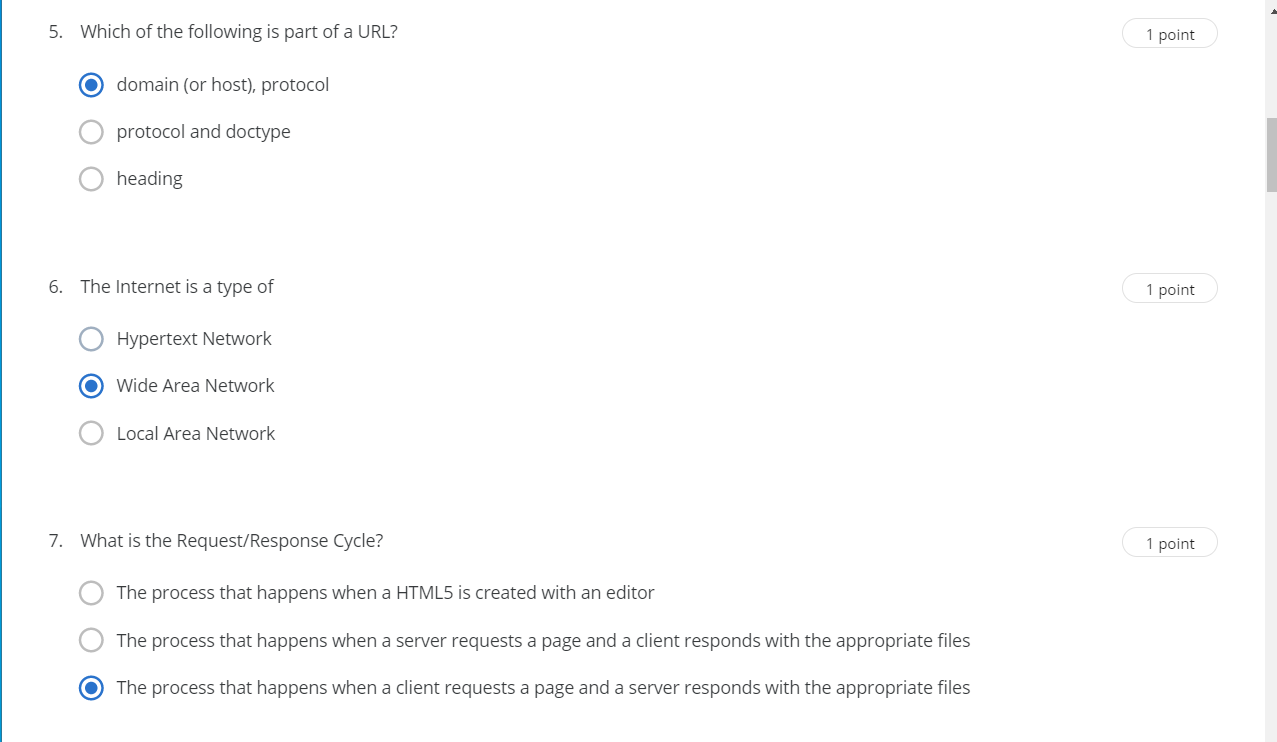 5. Which of the following is part of a URL?
1 point
domain (or host), protocol
protocol and doctype
heading
6. The Internet is a type of
1 point
Hypertext Network
Wide Area Network
Local Area Network
7. What is the Request/Response Cycle?
1 point
The process that happens when a HTML5 is created with an editor
The process that happens when a server requests a page and a client responds with the appropriate files
The process that happens when a client requests a page and a server responds with the appropriate files